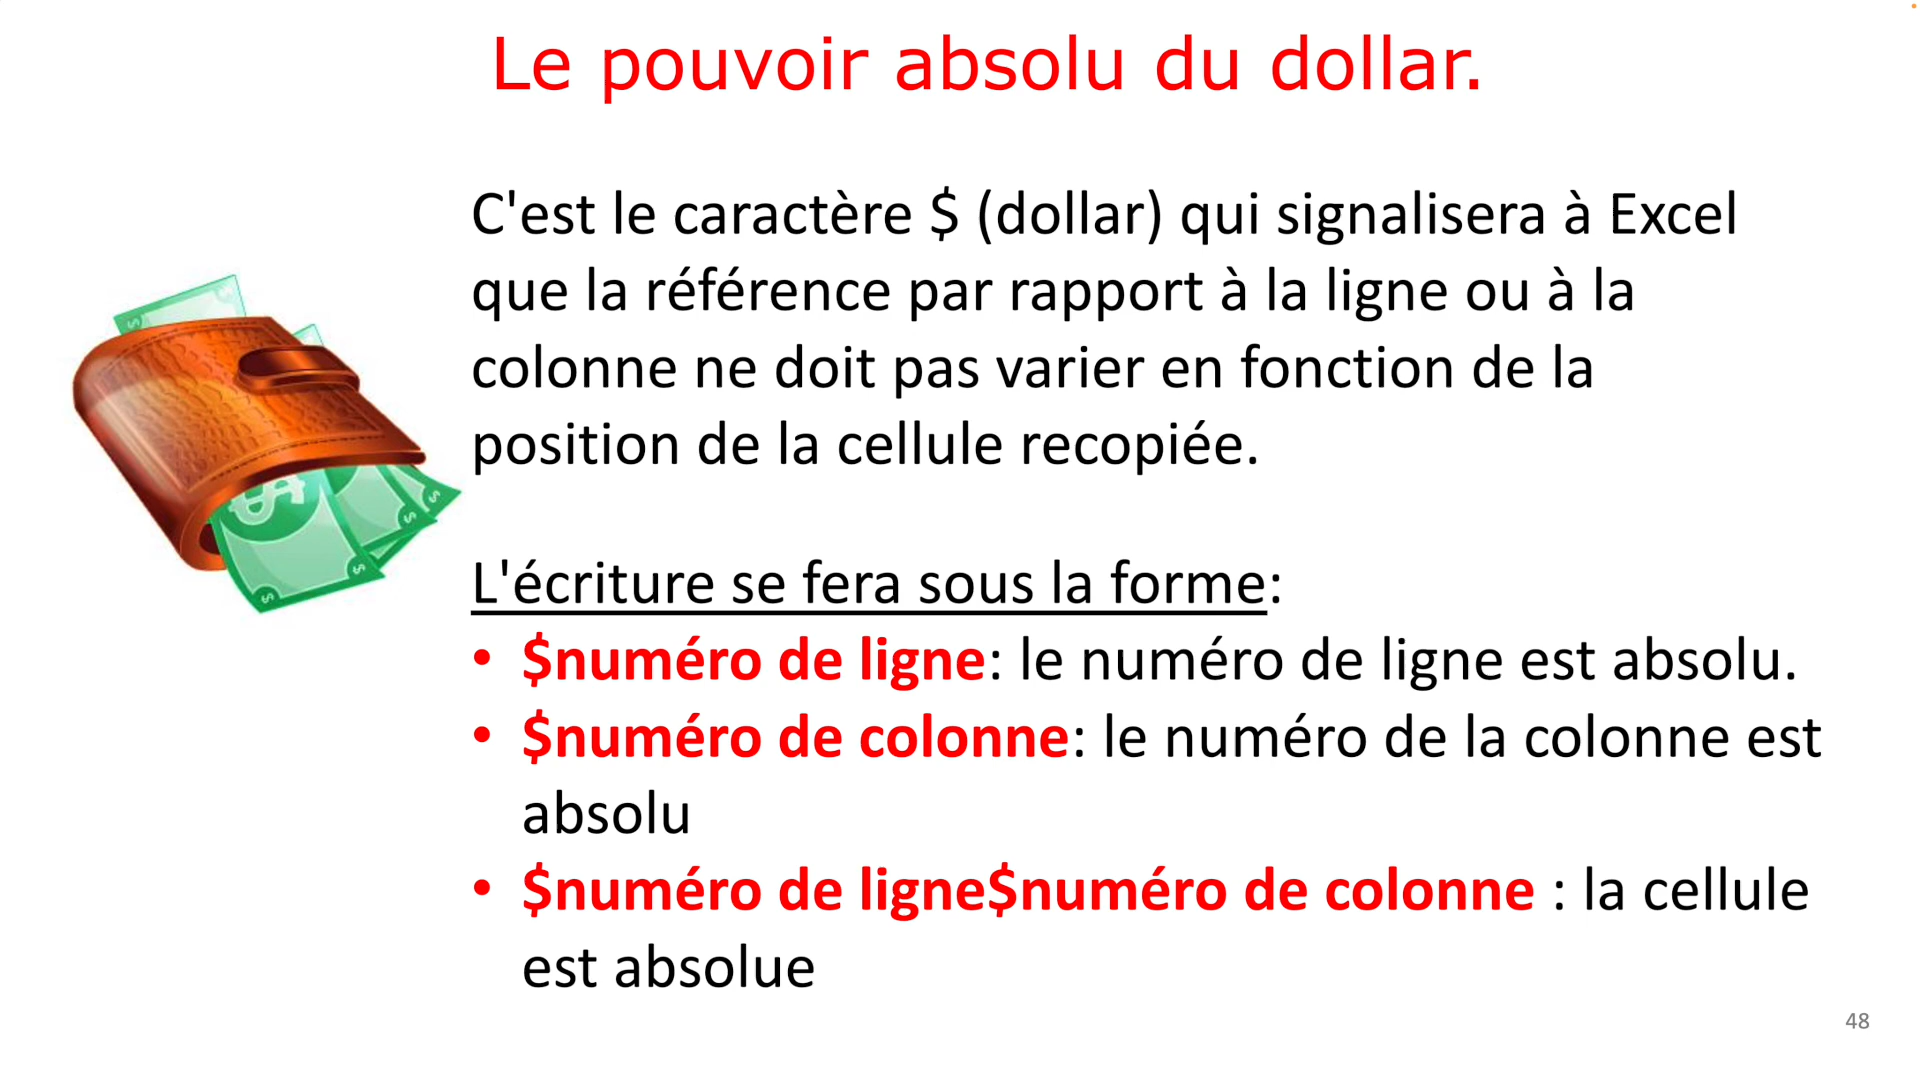 Le pouvoir absolu du dollar.
C'est le caractère $ (dollar) qui signalisera à Excel
que la référence par rapport à la ligne ou à la
colonne ne doit pas varier en fonction de la
position de la cellule recopiée.
L'écriture se fera sous la forme:
• $numéro de ligne: le numéro de ligne est absolu.
• $numéro de colonne: le numéro de la colonne est
absolu
• $numéro de ligne$numéro de colonne : la cellule
est absolue
48